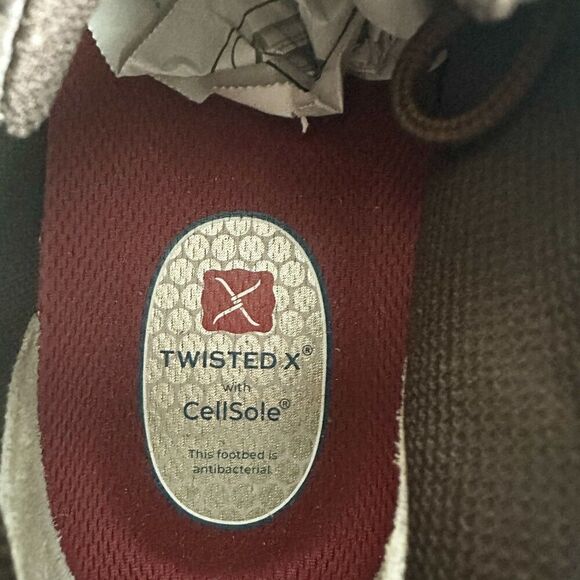 TWISTED X®
with
CellSole®
This footbed is
antibacterial.